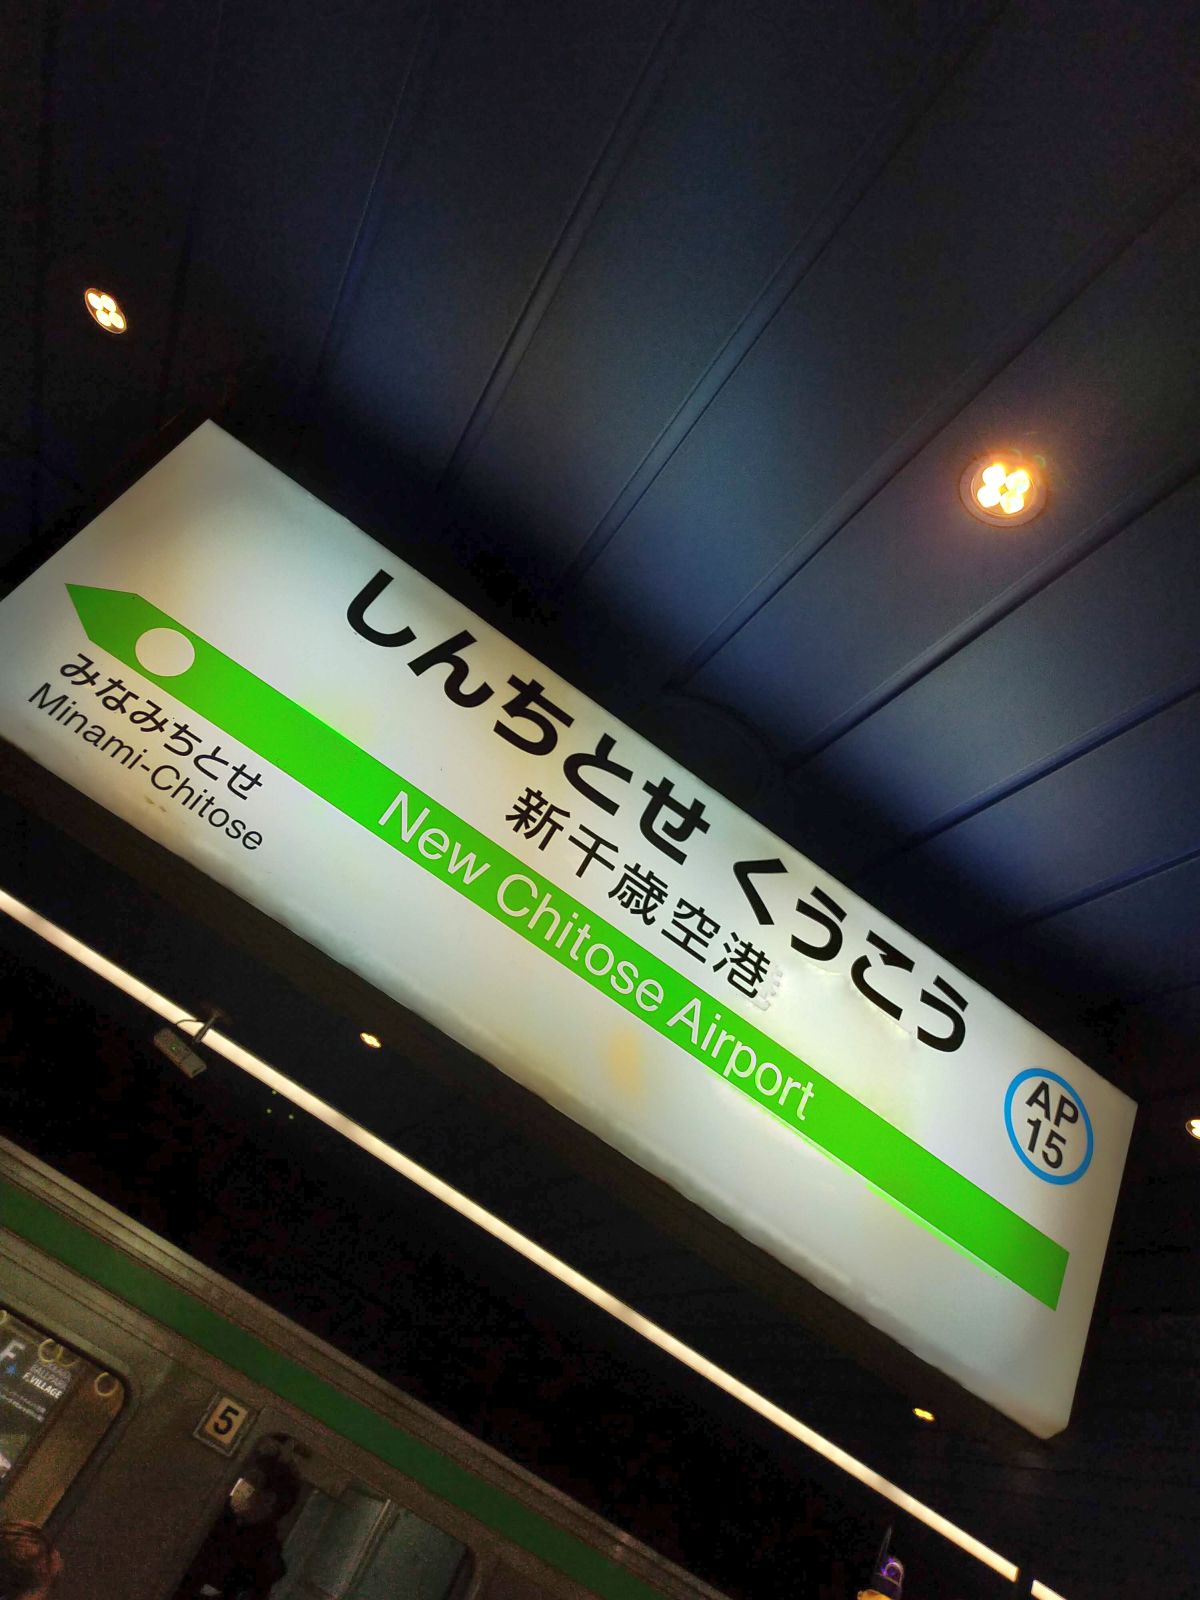 しんちとせ くうこう
新千歳空港
AP
15
New Chitose Airport
みなみちとせ
Minami-Chitose
F
F.VILLAGE
5